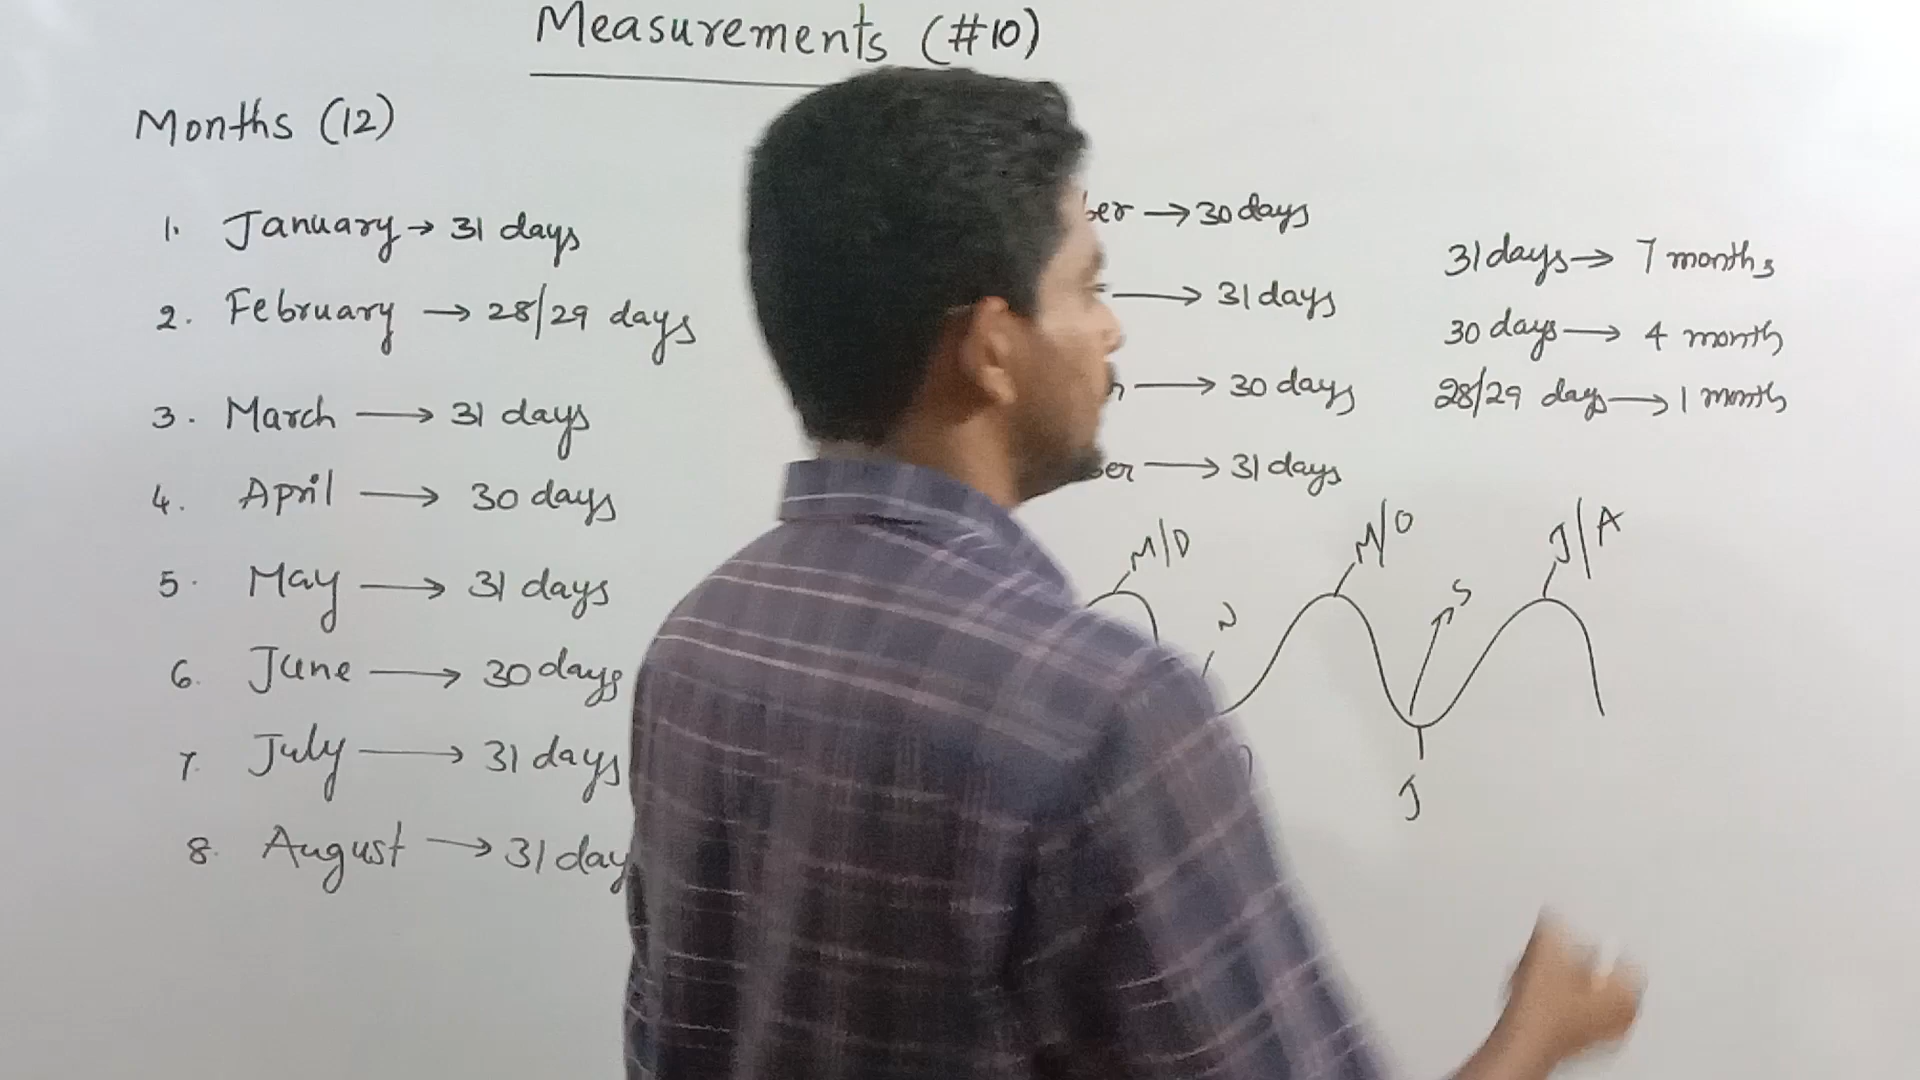 Measurements (#10)
Months (12)
1. January → 31 days
2. February → 28/29 days
3. March → 31 days
4. April → 30 days
5. May → 31 days
6. June → 30 days
7. July → 31 days
8. August → 31 day
ber → 30 days
→ 31 days
→ 30 days
ber → 31 days
31 days → 7 months
30 days → 4 month
28/29 days → 1 month
M/D
N
M/O
S
J/A
J